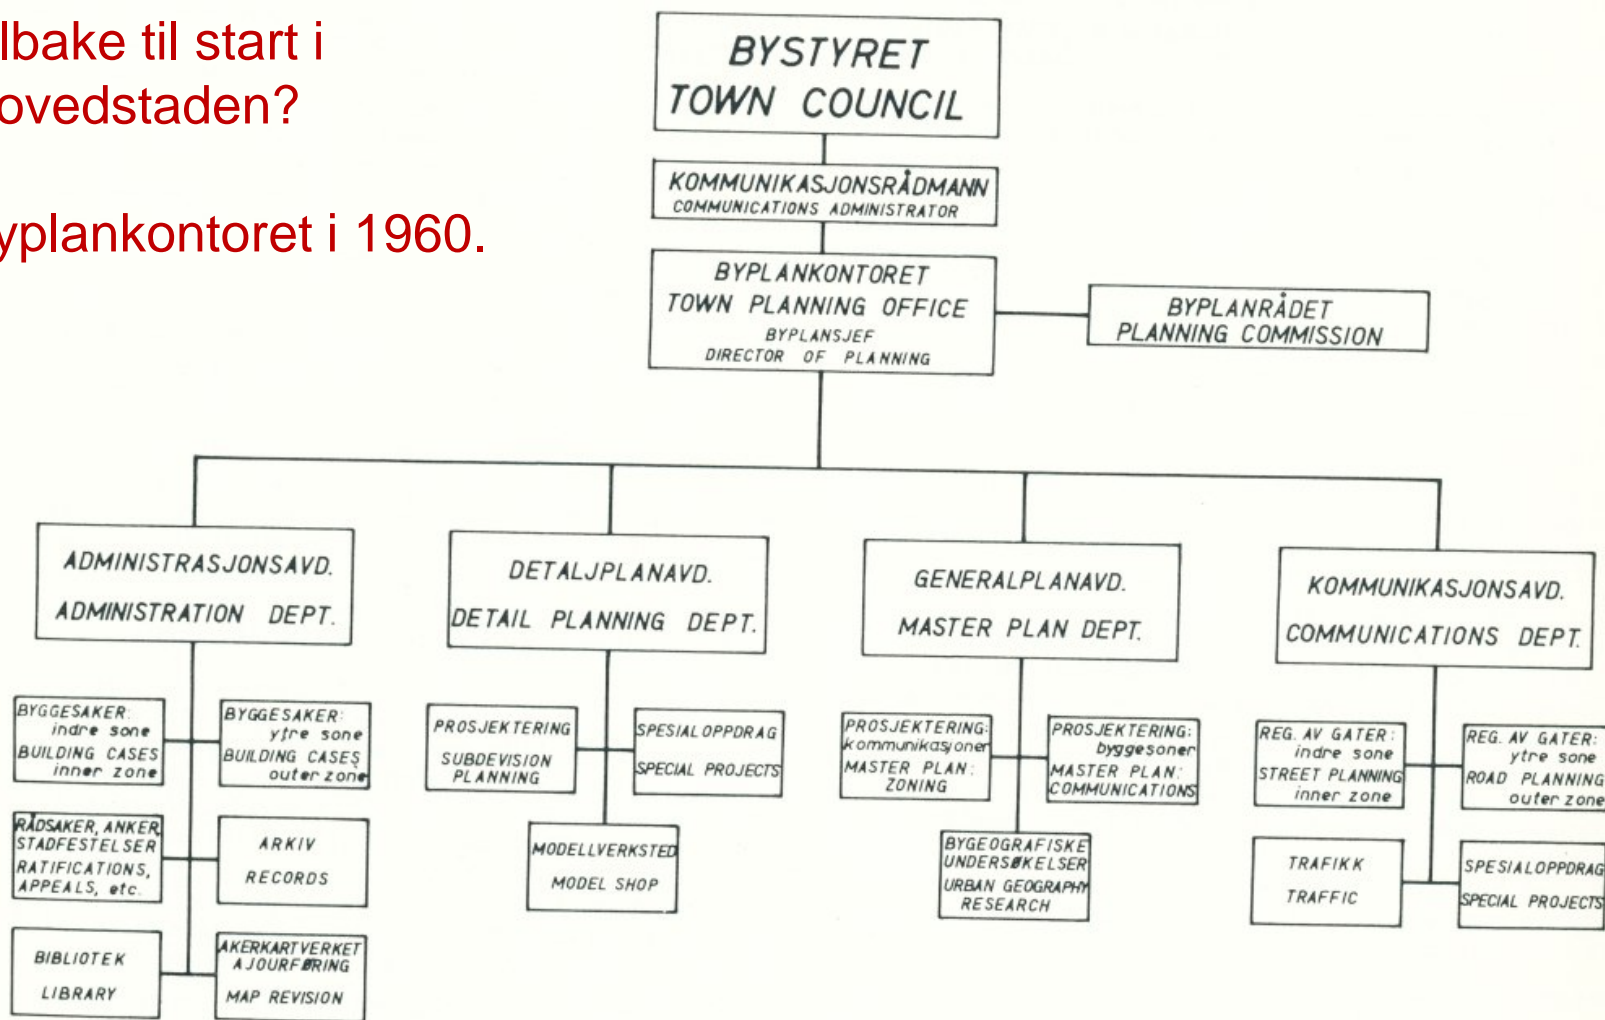 lbake til start i
ovedstaden?
yplankontoret i 1960.
BYSTYRET
TOWN COUNCIL
KOMMUNIKASJONSRÅDMANN
COMMUNICATIONS ADMINISTRATOR
BYPLANKONTORET
TOWN PLANNING OFFICE
BYPLANSJEF
DIRECTOR OF PLANNING
BYPLANRÅDET
PLANNING COMMISSION
ADMINISTRASJONSAVD.
ADMINISTRATION DEPT.
DETALJPLANAVD.
DETAIL PLANNING DEPT.
GENERALPLANAVD.
MASTER PLAN DEPT.
KOMMUNIKASJONSAVD.
COMMUNICATIONS DEPT.
BYGGESAKER:
indre sone
BUILDING CASES
inner zone
BYGGESAKER:
ytre sone
BUILDING CASES
outer zone
RÅDSAKER, ANKER,
STADFESTELSER
RATIFICATIONS,
APPEALS, etc.
ARKIV
RECORDS
BIBLIOTEK
LIBRARY
AKERKARTVERKET
AJOURFØRING
MAP REVISION
PROSJEKTERING
SUBDEVISION
PLANNING
SPESIALOPPDRAG
SPECIAL PROJECTS
MODELLVERKSTED
MODEL SHOP
PROSJEKTERING:
kommunikasjoner
MASTER PLAN:
ZONING
PROSJEKTERING:
byggesoner
MASTER PLAN:
COMMUNICATIONS
BYGEOGRAFISKE
UNDERSØKELSER
URBAN GEOGRAPHY
RESEARCH
REG. AV GATER:
indre sone
STREET PLANNING
inner zone
REG. AV GATER:
ytre sone
ROAD PLANNING
outer zone
TRAFIKK
TRAFFIC
SPESIALOPPDRAG
SPECIAL PROJECTS